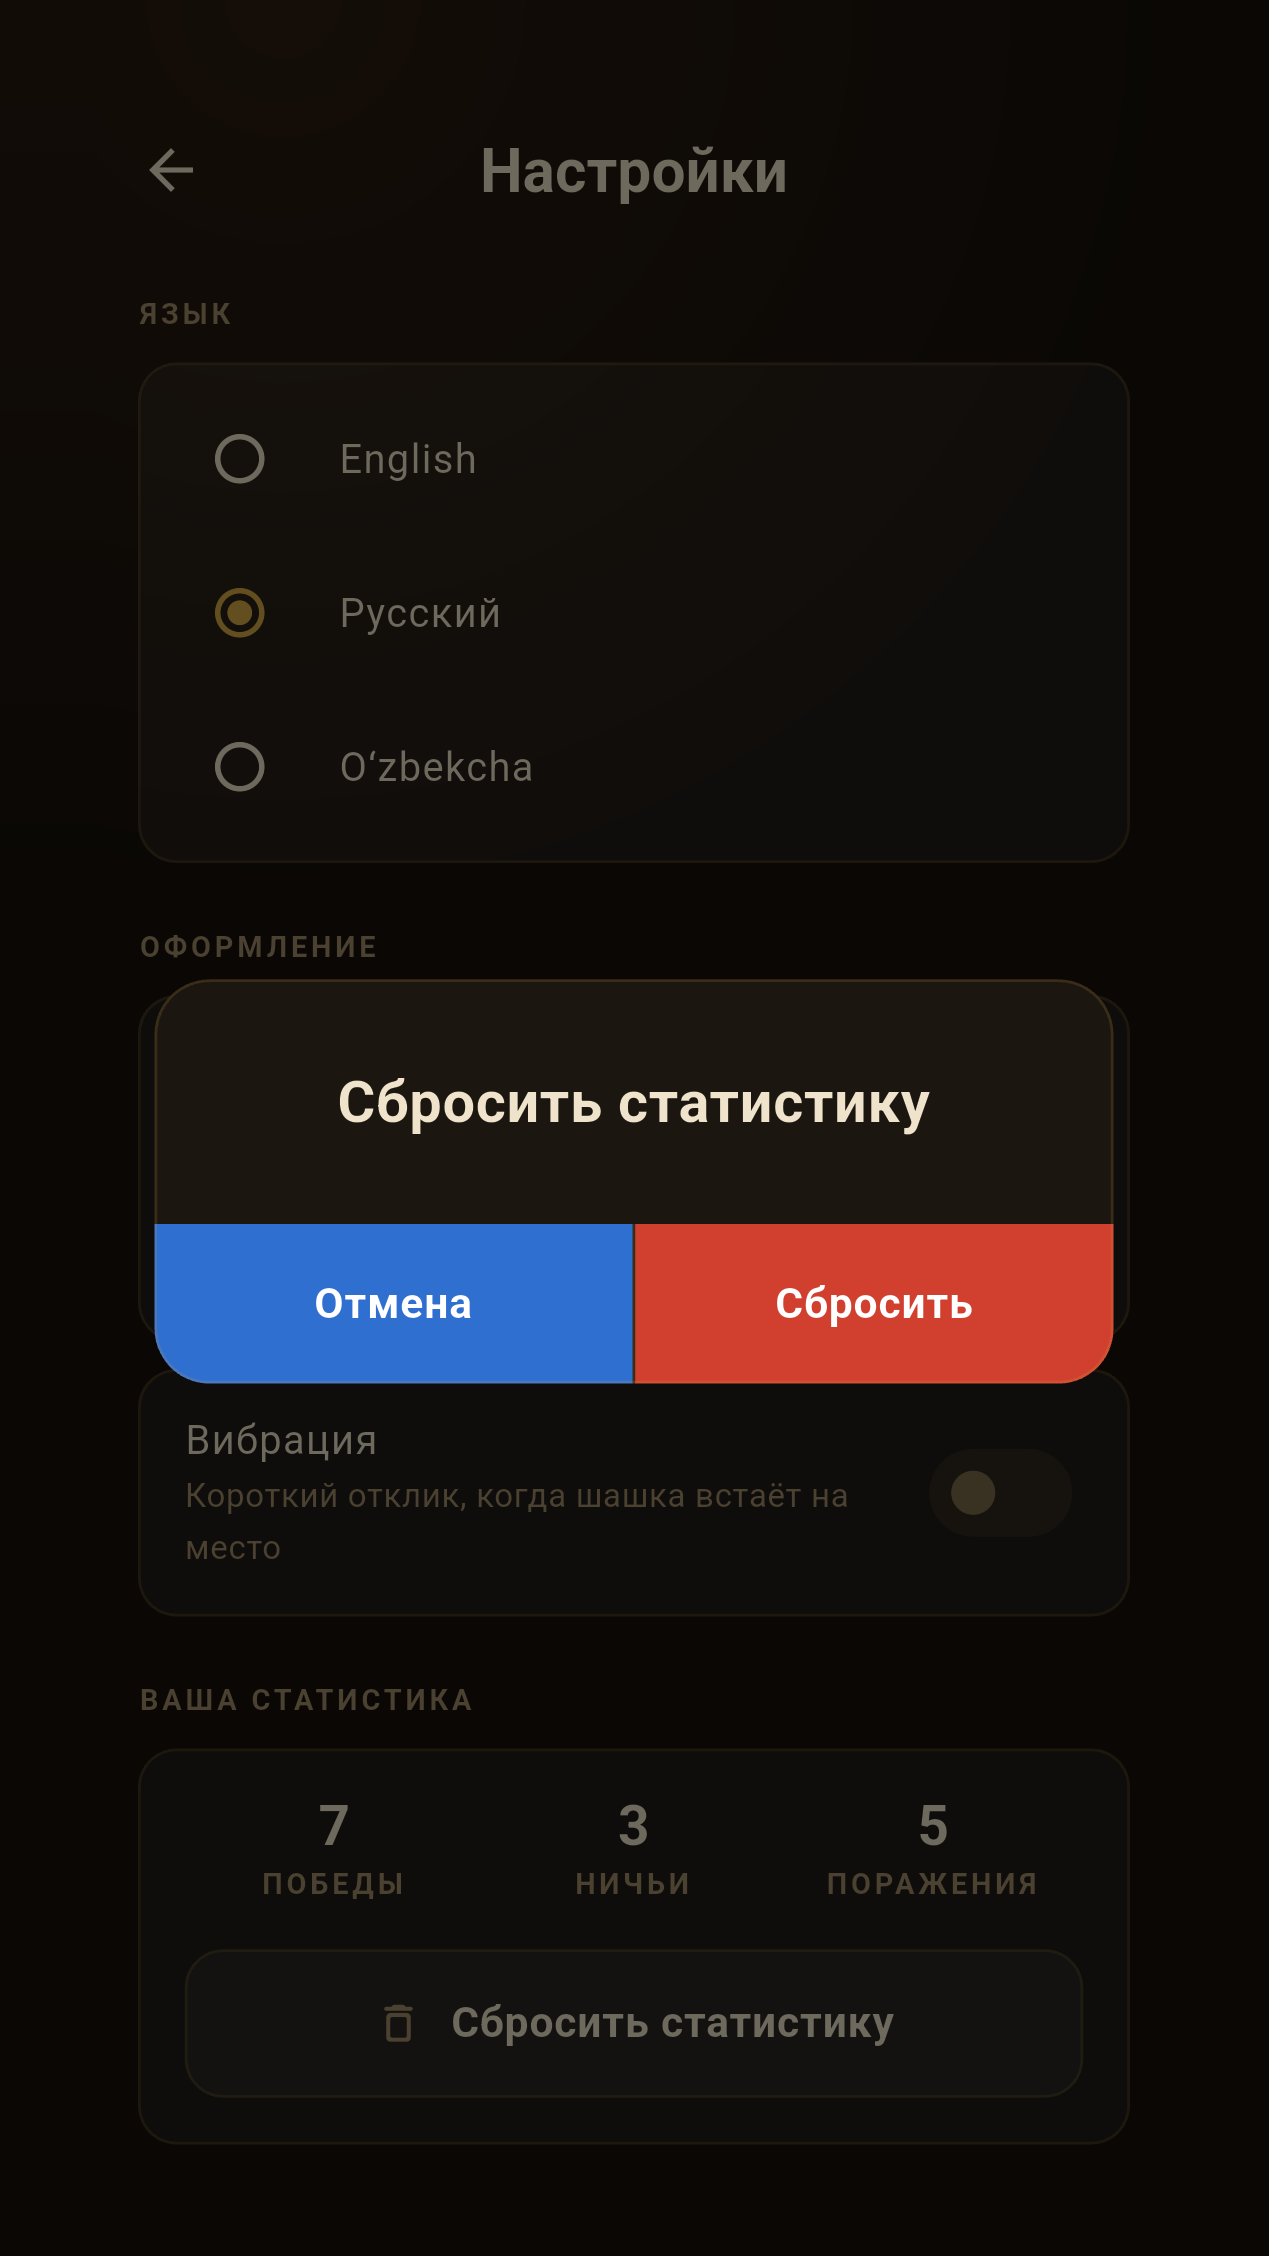 Настройки
ЯЗЫК
English
Русский
Oʻzbekcha
ОФОРМЛЕНИЕ
Сбросить статистику
Отмена
Сбросить
Вибрация
Короткий отклик, когда шашка встаёт на
место
ВАША СТАТИСТИКА
7
3
5
ПОБЕДЫ
НИЧЬИ
ПОРАЖЕНИЯ
Сбросить статистику